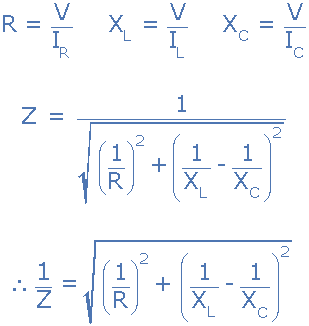 R = V/I_R   X_L = V/I_L   X_C = V/I_C
Z = 1/√((1/R)² + (1/X_L - 1/X_C)²)
∴ 1/Z = √((1/R)² + (1/X_L - 1/X_C)²)